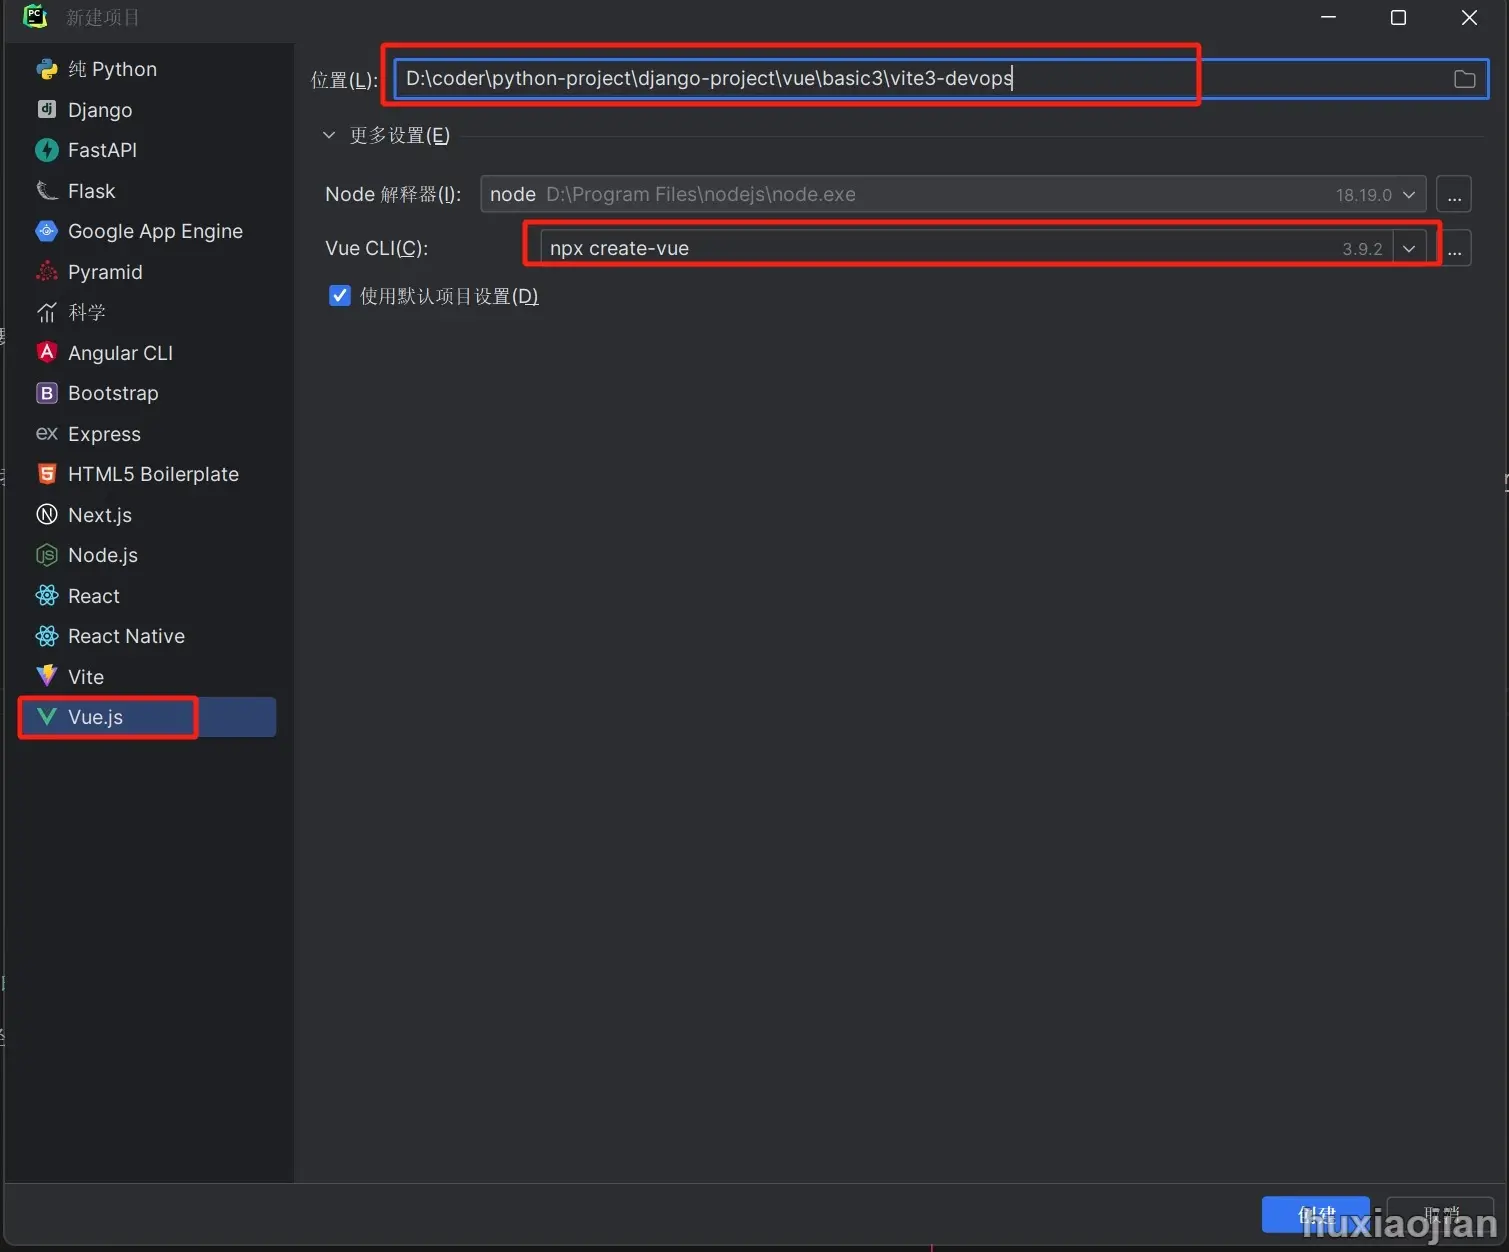 新建项目
纯 Python
Django
FastAPI
Flask
Google App Engine
Pyramid
科学
Angular CLI
Bootstrap
Express
HTML5 Boilerplate
Next.js
Node.js
React
React Native
Vite
Vue.js
位置(L): D:\coder\python-project\django-project\vue\basic3\vite3-devops
更多设置(E)
Node 解释器(I): node D:\Program Files\nodejs\node.exe 18.19.0 ...
Vue CLI(C): npx create-vue 3.9.2 ...
使用默认项目设置(D)
创建 取消
liuxiaojian